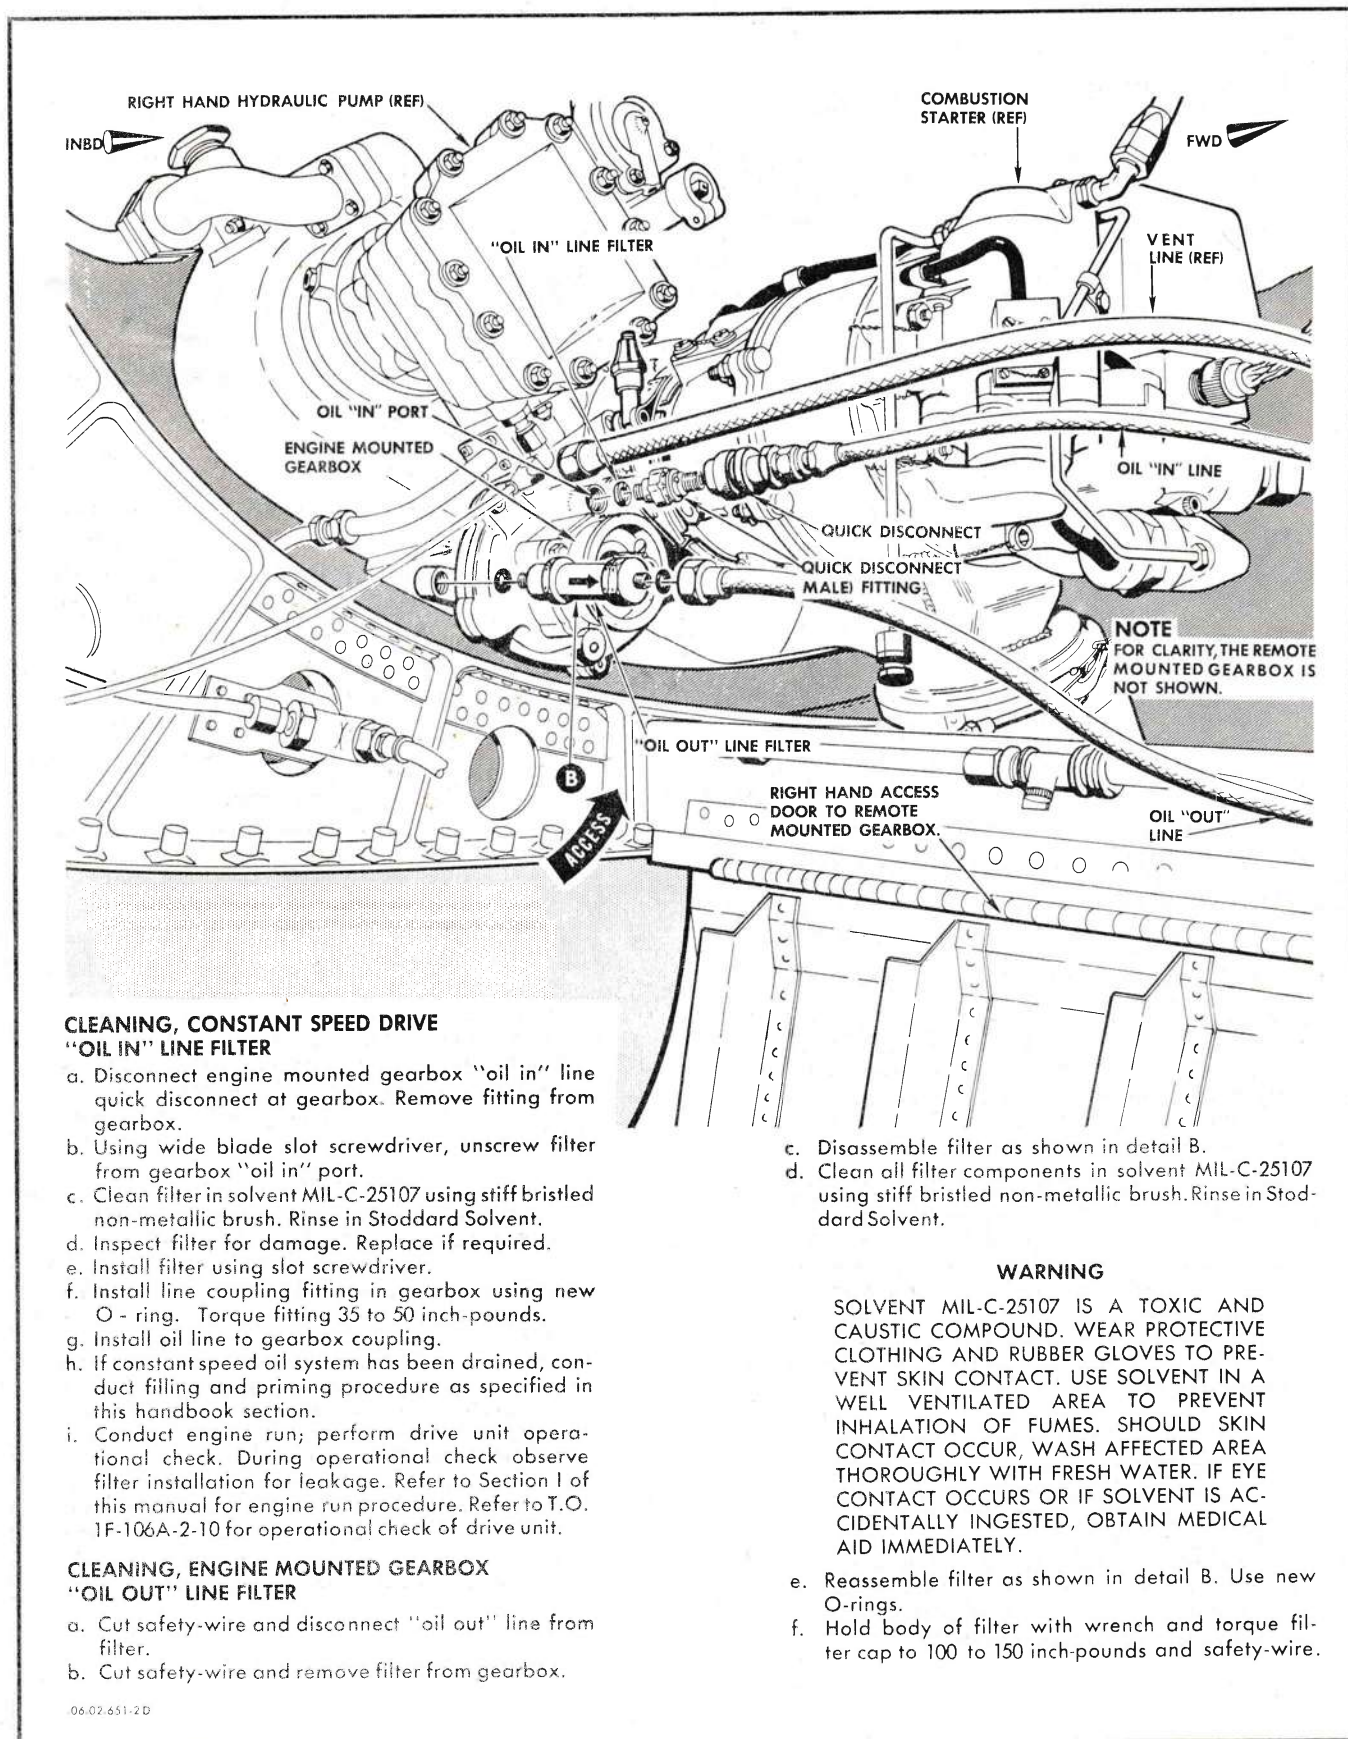 RIGHT HAND HYDRAULIC PUMP (REF)
COMBUSTION
STARTER (REF)
INBD
FWD
"OIL IN" LINE FILTER
VENT
LINE (REF)
OIL "IN" PORT
ENGINE MOUNTED
GEARBOX
OIL "IN" LINE
QUICK DISCONNECT
QUICK DISCONNECT
MALE) FITTING
NOTE
FOR CLARITY, THE REMOTE
MOUNTED GEARBOX IS
NOT SHOWN.
"OIL OUT" LINE FILTER
B
ACCESS
RIGHT HAND ACCESS
DOOR TO REMOTE
MOUNTED GEARBOX.
OIL "OUT"
LINE
CLEANING, CONSTANT SPEED DRIVE
"OIL IN" LINE FILTER
a. Disconnect engine mounted gearbox "oil in" line
quick disconnect at gearbox. Remove fitting from
gearbox.
b. Using wide blade slot screwdriver, unscrew filter
from gearbox "oil in" port.
c. Clean filter in solvent MIL-C-25107 using stiff bristled
non-metallic brush. Rinse in Stoddard Solvent.
d. Inspect filter for damage. Replace if required.
e. Install filter using slot screwdriver.
f. Install line coupling fitting in gearbox using new
O - ring. Torque fitting 35 to 50 inch-pounds.
g. Install oil line to gearbox coupling.
h. If constant speed oil system has been drained, con-
duct filling and priming procedure as specified in
this handbook section.
i. Conduct engine run; perform drive unit opera-
tional check. During operational check observe
filter installation for leakage. Refer to Section I of
this manual for engine run procedure. Refer to T.O.
1F-106A-2-10 for operational check of drive unit.
CLEANING, ENGINE MOUNTED GEARBOX
"OIL OUT" LINE FILTER
a. Cut safety-wire and disconnect "oil out" line from
filter.
b. Cut safety-wire and remove filter from gearbox.
06.02.651-2D
c. Disassemble filter as shown in detail B.
d. Clean all filter components in solvent MIL-C-25107
using stiff bristled non-metallic brush. Rinse in Stod-
dard Solvent.
WARNING
SOLVENT MIL-C-25107 IS A TOXIC AND
CAUSTIC COMPOUND. WEAR PROTECTIVE
CLOTHING AND RUBBER GLOVES TO PRE-
VENT SKIN CONTACT. USE SOLVENT IN A
WELL VENTILATED AREA TO PREVENT
INHALATION OF FUMES. SHOULD SKIN
CONTACT OCCUR, WASH AFFECTED AREA
THOROUGHLY WITH FRESH WATER. IF EYE
CONTACT OCCURS OR IF SOLVENT IS AC-
CIDENTALLY INGESTED, OBTAIN MEDICAL
AID IMMEDIATELY.
e. Reassemble filter as shown in detail B. Use new
O-rings.
f. Hold body of filter with wrench and torque fil-
ter cap to 100 to 150 inch-pounds and safety-wire.